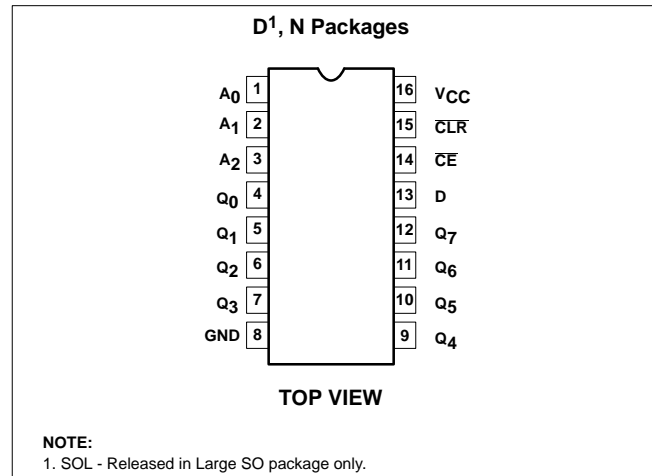 D¹, N Packages
A0 1 16 VCC
A1 2 15 C̅L̅R̅
A2 3 14 C̅E̅
Q0 4 13 D
Q1 5 12 Q7
Q2 6 11 Q6
Q3 7 10 Q5
GND 8 9 Q4
TOP VIEW
NOTE:
1. SOL - Released in Large SO package only.